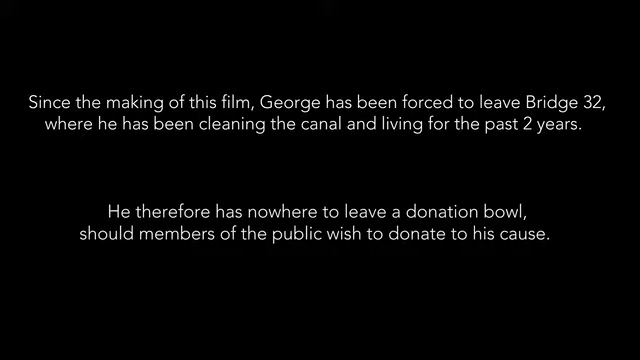 Since the making of this film, George has been forced to leave Bridge 32,
where he has been cleaning the canal and living for the past 2 years.
He therefore has nowhere to leave a donation bowl,
should members of the public wish to donate to his cause.